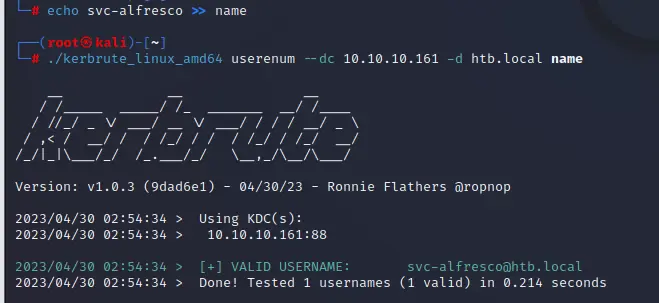 └─# echo svc-alfresco >> name
┌──(root㉿kali)-[~]
└─# ./kerbrute_linux_amd64 userenum --dc 10.10.10.161 -d htb.local name
kerbrute
Version: v1.0.3 (9dad6e1) - 04/30/23 - Ronnie Flathers @ropnop
2023/04/30 02:54:34 >  Using KDC(s):
2023/04/30 02:54:34 >   10.10.10.161:88
2023/04/30 02:54:34 >  [+] VALID USERNAME:       svc-alfresco@htb.local
2023/04/30 02:54:34 >  Done! Tested 1 usernames (1 valid) in 0.214 seconds